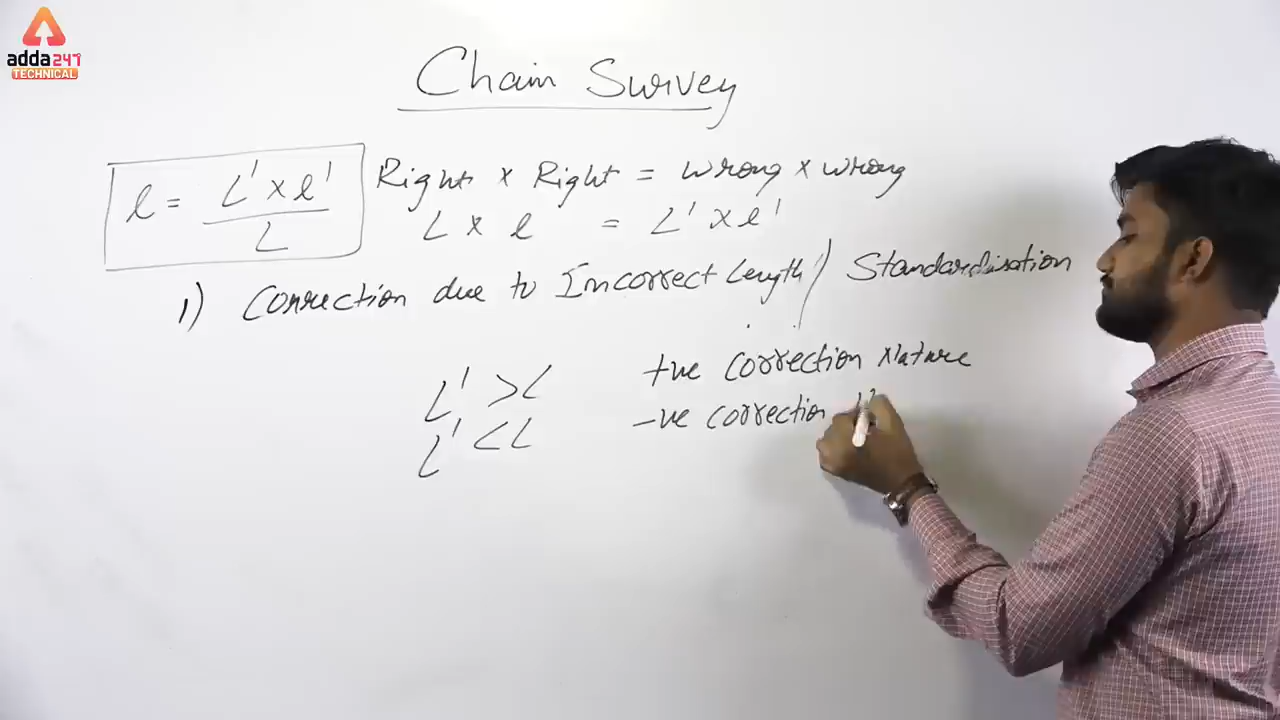 adda247
TECHNICAL
Chain Survey
l = L' x l' / L
Right x Right = wrong x wrong
L x l = L' x l'
1) Correction due to Incorrect Length / Standardisation
L' > L +ve correction Nature
L' < L -ve correction